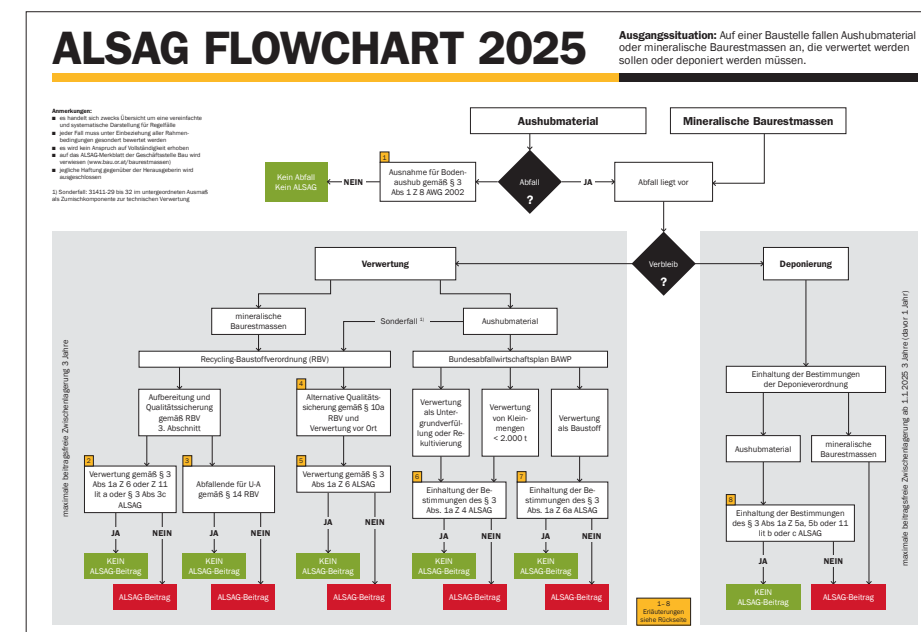 ALSAG FLOWCHART 2025
Ausgangssituation: Auf einer Baustelle fallen Aushubmaterial
oder mineralische Baurestmassen an, die verwertet werden
sollen oder deponiert werden müssen.
Anmerkungen:
■ es handelt sich zwecks Übersicht um eine vereinfachte
und systematische Darstellung für Regelfälle
■ jeder Fall muss unter Einbeziehung aller Rahmen-
bedingungen gesondert bewertet werden
■ es wird kein Anspruch auf Vollständigkeit erhoben
■ auf das ALSAG-Merkblatt der Geschäftsstelle Bau wird
verwiesen (www.bau.or.at/baurestmassen)
■ jegliche Haftung gegenüber der Herausgeberin wird
ausgeschlossen
1) Sonderfall: 31411-29 bis 32 im untergeordneten Ausmaß
als Zumischkomponente zur technischen Verwertung
Aushubmaterial
Mineralische Baurestmassen
Kein Abfall
Kein ALSAG
NEIN
1
Ausnahme für Boden-
aushub gemäß § 3
Abs 1 Z 8 AWG 2002
Abfall
?
JA
Abfall liegt vor
Verbleib
?
Verwertung
Deponierung
maximale beitragsfreie Zwischenlagerung 3 Jahre
mineralische
Baurestmassen
Sonderfall 1)
Aushubmaterial
Recycling-Baustoffverordnung (RBV)
Bundesabfallwirtschaftsplan BAWP
Aufbereitung und
Qualitätssicherung
gemäß RBV
3. Abschnitt
4
Alternative Qualitäts-
sicherung gemäß § 10a
RBV und
Verwertung vor Ort
Verwertung
als Unter-
grundverfül-
lung oder Re-
kultivierung
Verwertung
von Klein-
mengen
< 2.000 t
Verwertung
als Baustoff
2
Verwertung gemäß § 3
Abs 1a Z 6 oder Z 11
lit a oder § 3 Abs 3c
ALSAG
3
Abfallende für U-A
gemäß § 14 RBV
5
Verwertung gemäß § 3
Abs 1a Z 6 ALSAG
6
Einhaltung der Be-
stimmungen des § 3
Abs. 1a Z 4 ALSAG
7
Einhaltung der Be-
stimmungen des § 3
Abs. 1a Z 6a ALSAG
JA
NEIN
JA
NEIN
JA
NEIN
JA
NEIN
JA
NEIN
KEIN
ALSAG-Beitrag
KEIN
ALSAG-Beitrag
KEIN
ALSAG-Beitrag
KEIN
ALSAG-Beitrag
KEIN
ALSAG-Beitrag
ALSAG-Beitrag
ALSAG-Beitrag
ALSAG-Beitrag
ALSAG-Beitrag
ALSAG-Beitrag
1–8
Erläuterungen
siehe Rückseite
Einhaltung der Bestimmungen
der Deponieverordnung
Aushubmaterial
mineralische
Baurestmassen
8
Einhaltung der Bestimmungen
des § 3 Abs 1a Z 5a, 5b oder 11
lit b oder c ALSAG
JA
NEIN
KEIN
ALSAG-Beitrag
ALSAG-Beitrag
maximale beitragsfreie Zwischenlagerung ab 1.1.2025 3 Jahre (davor 1 Jahr)